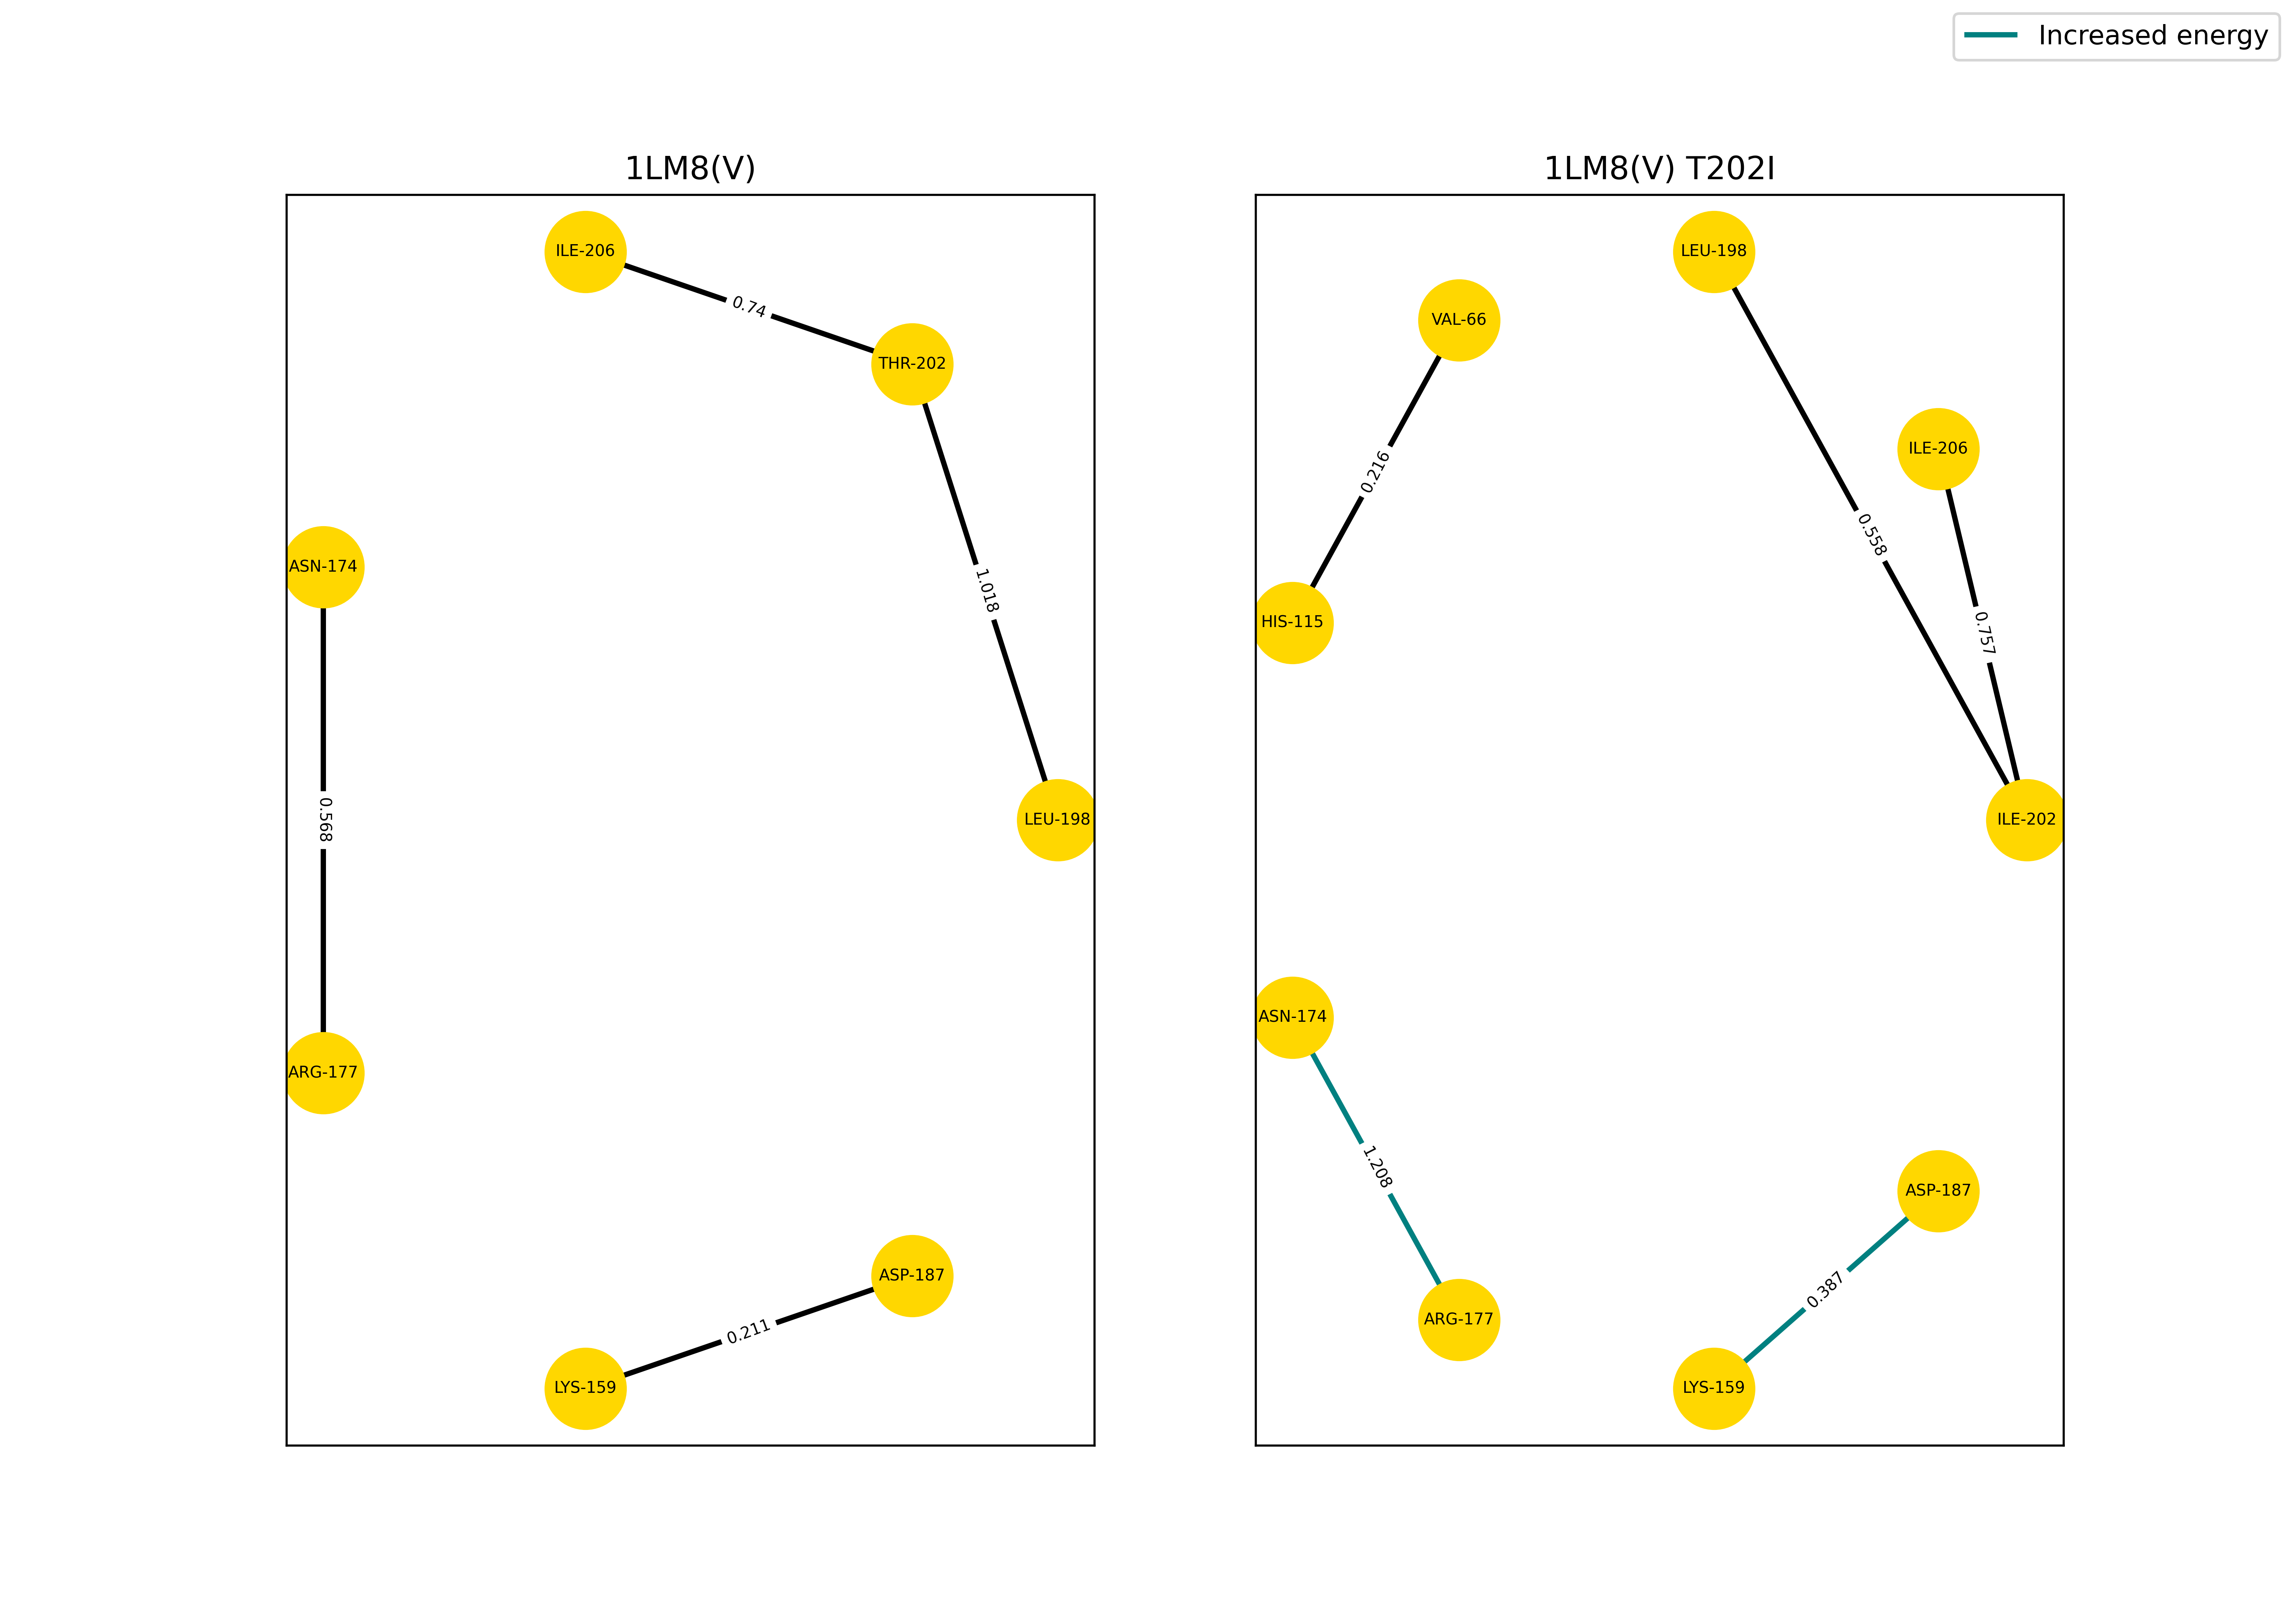 Increased energy
1LM8(V)
ILE-206
0.74
THR-202
ASN-174
1.018
0.568
LEU-198
ARG-177
ASP-187
0.211
LYS-159
1LM8(V) T202I
LEU-198
VAL-66
ILE-206
0.216
0.558
HIS-115
0.757
ILE-202
ASN-174
1.208
ASP-187
0.387
ARG-177
LYS-159